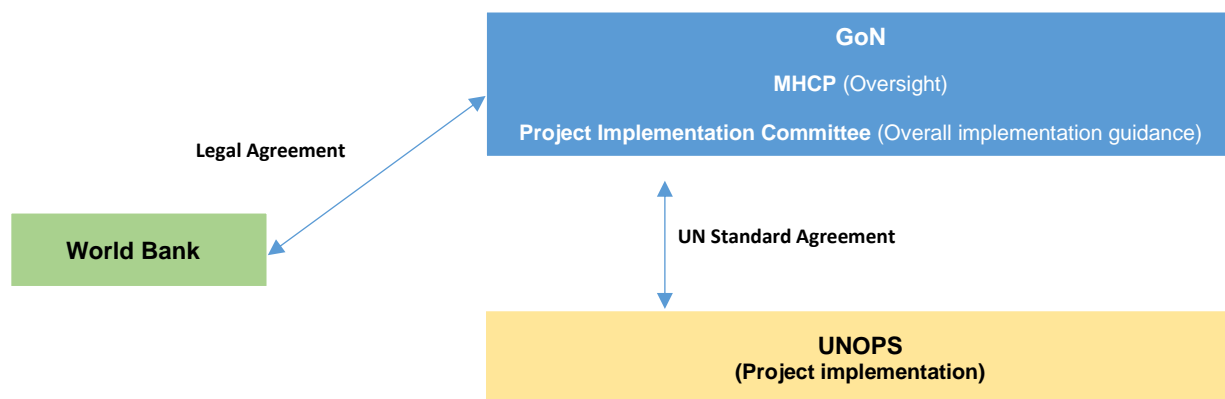 GoN
MHCP (Oversight)
Project Implementation Committee (Overall implementation guidance)
Legal Agreement
World Bank
UN Standard Agreement
UNOPS
(Project implementation)